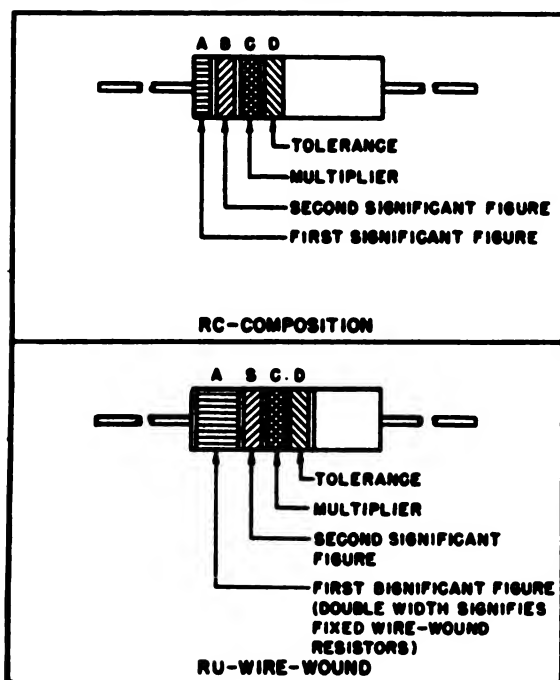 A B C D
TOLERANCE
MULTIPLIER
SECOND SIGNIFICANT FIGURE
FIRST SIGNIFICANT FIGURE
RC-COMPOSITION
A B C. D
TOLERANCE
MULTIPLIER
SECOND SIGNIFICANT
FIGURE
FIRST SIGNIFICANT FIGURE
(DOUBLE WIDTH SIGNIFIES
FIXED WIRE-WOUND
RESISTORS)
RU-WIRE-WOUND